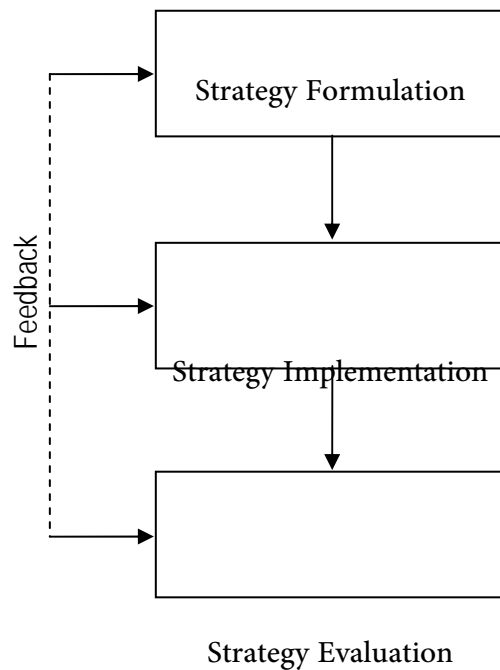 Strategy Formulation
Feedback
Strategy Implementation
Strategy Evaluation